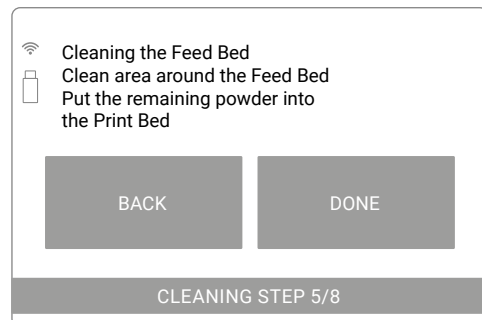 Cleaning the Feed Bed
Clean area around the Feed Bed
Put the remaining powder into
the Print Bed
BACK
DONE
CLEANING STEP 5/8